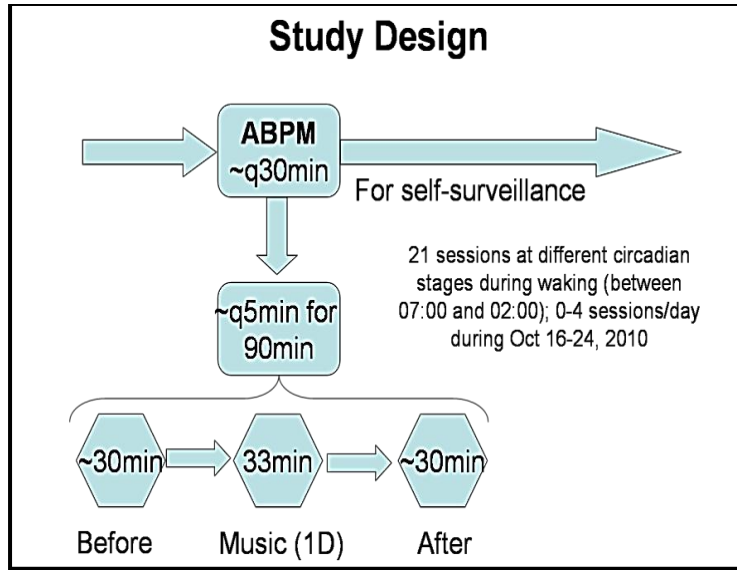 Study Design
ABPM
~q30min
For self-surveillance
21 sessions at different circadian
stages during waking (between
07:00 and 02:00); 0-4 sessions/day
during Oct 16-24, 2010
~q5min for
90min
~30min
33min
~30min
Before
Music (1D)
After